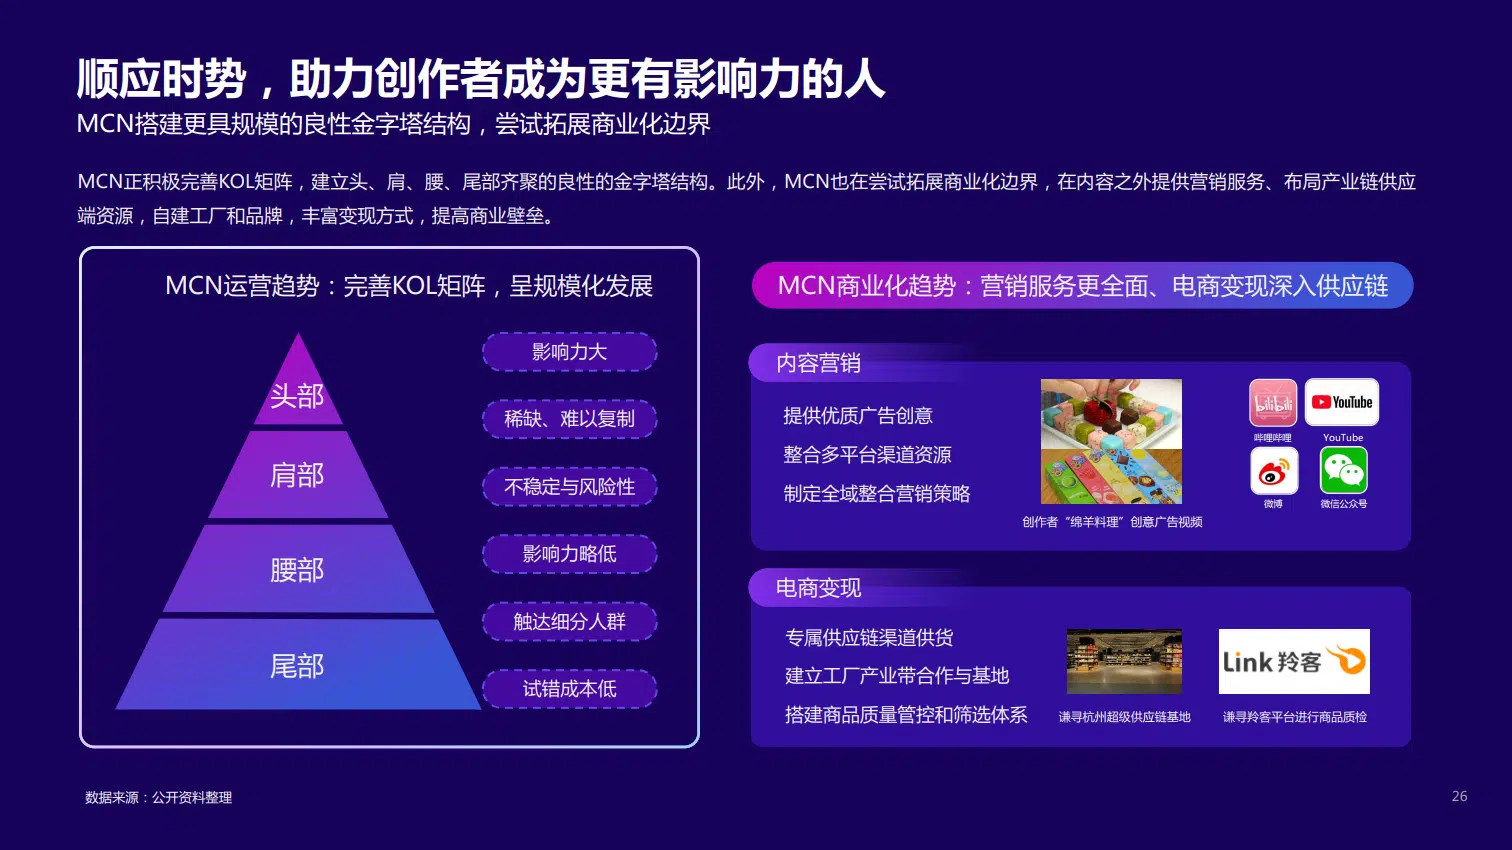 顺应时势，助力创作者成为更有影响力的人
MCN搭建更具规模的良性金字塔结构，尝试拓展商业化边界
MCN正积极完善KOL矩阵，建立头、肩、腰、尾部齐聚的良性的金字塔结构。此外，MCN也在尝试拓展商业化边界，在内容之外提供营销服务、布局产业链供应
端资源，自建工厂和品牌，丰富变现方式，提高商业壁垒。
MCN运营趋势：完善KOL矩阵，呈规模化发展
头部
肩部
腰部
尾部
影响力大
稀缺、难以复制
不稳定与风险性
影响力略低
触达细分人群
试错成本低
MCN商业化趋势：营销服务更全面、电商变现深入供应链
内容营销
提供优质广告创意
整合多平台渠道资源
制定全域整合营销策略
创作者“绵羊料理”创意广告视频
bilibili
YouTube
哔哩哔哩
YouTube
微博
微信公众号
电商变现
专属供应链渠道供货
建立工厂产业带合作与基地
搭建商品质量管控和筛选体系
谦寻杭州超级供应链基地
Link 羚客
谦寻羚客平台进行商品质检
数据来源：公开资料整理
26